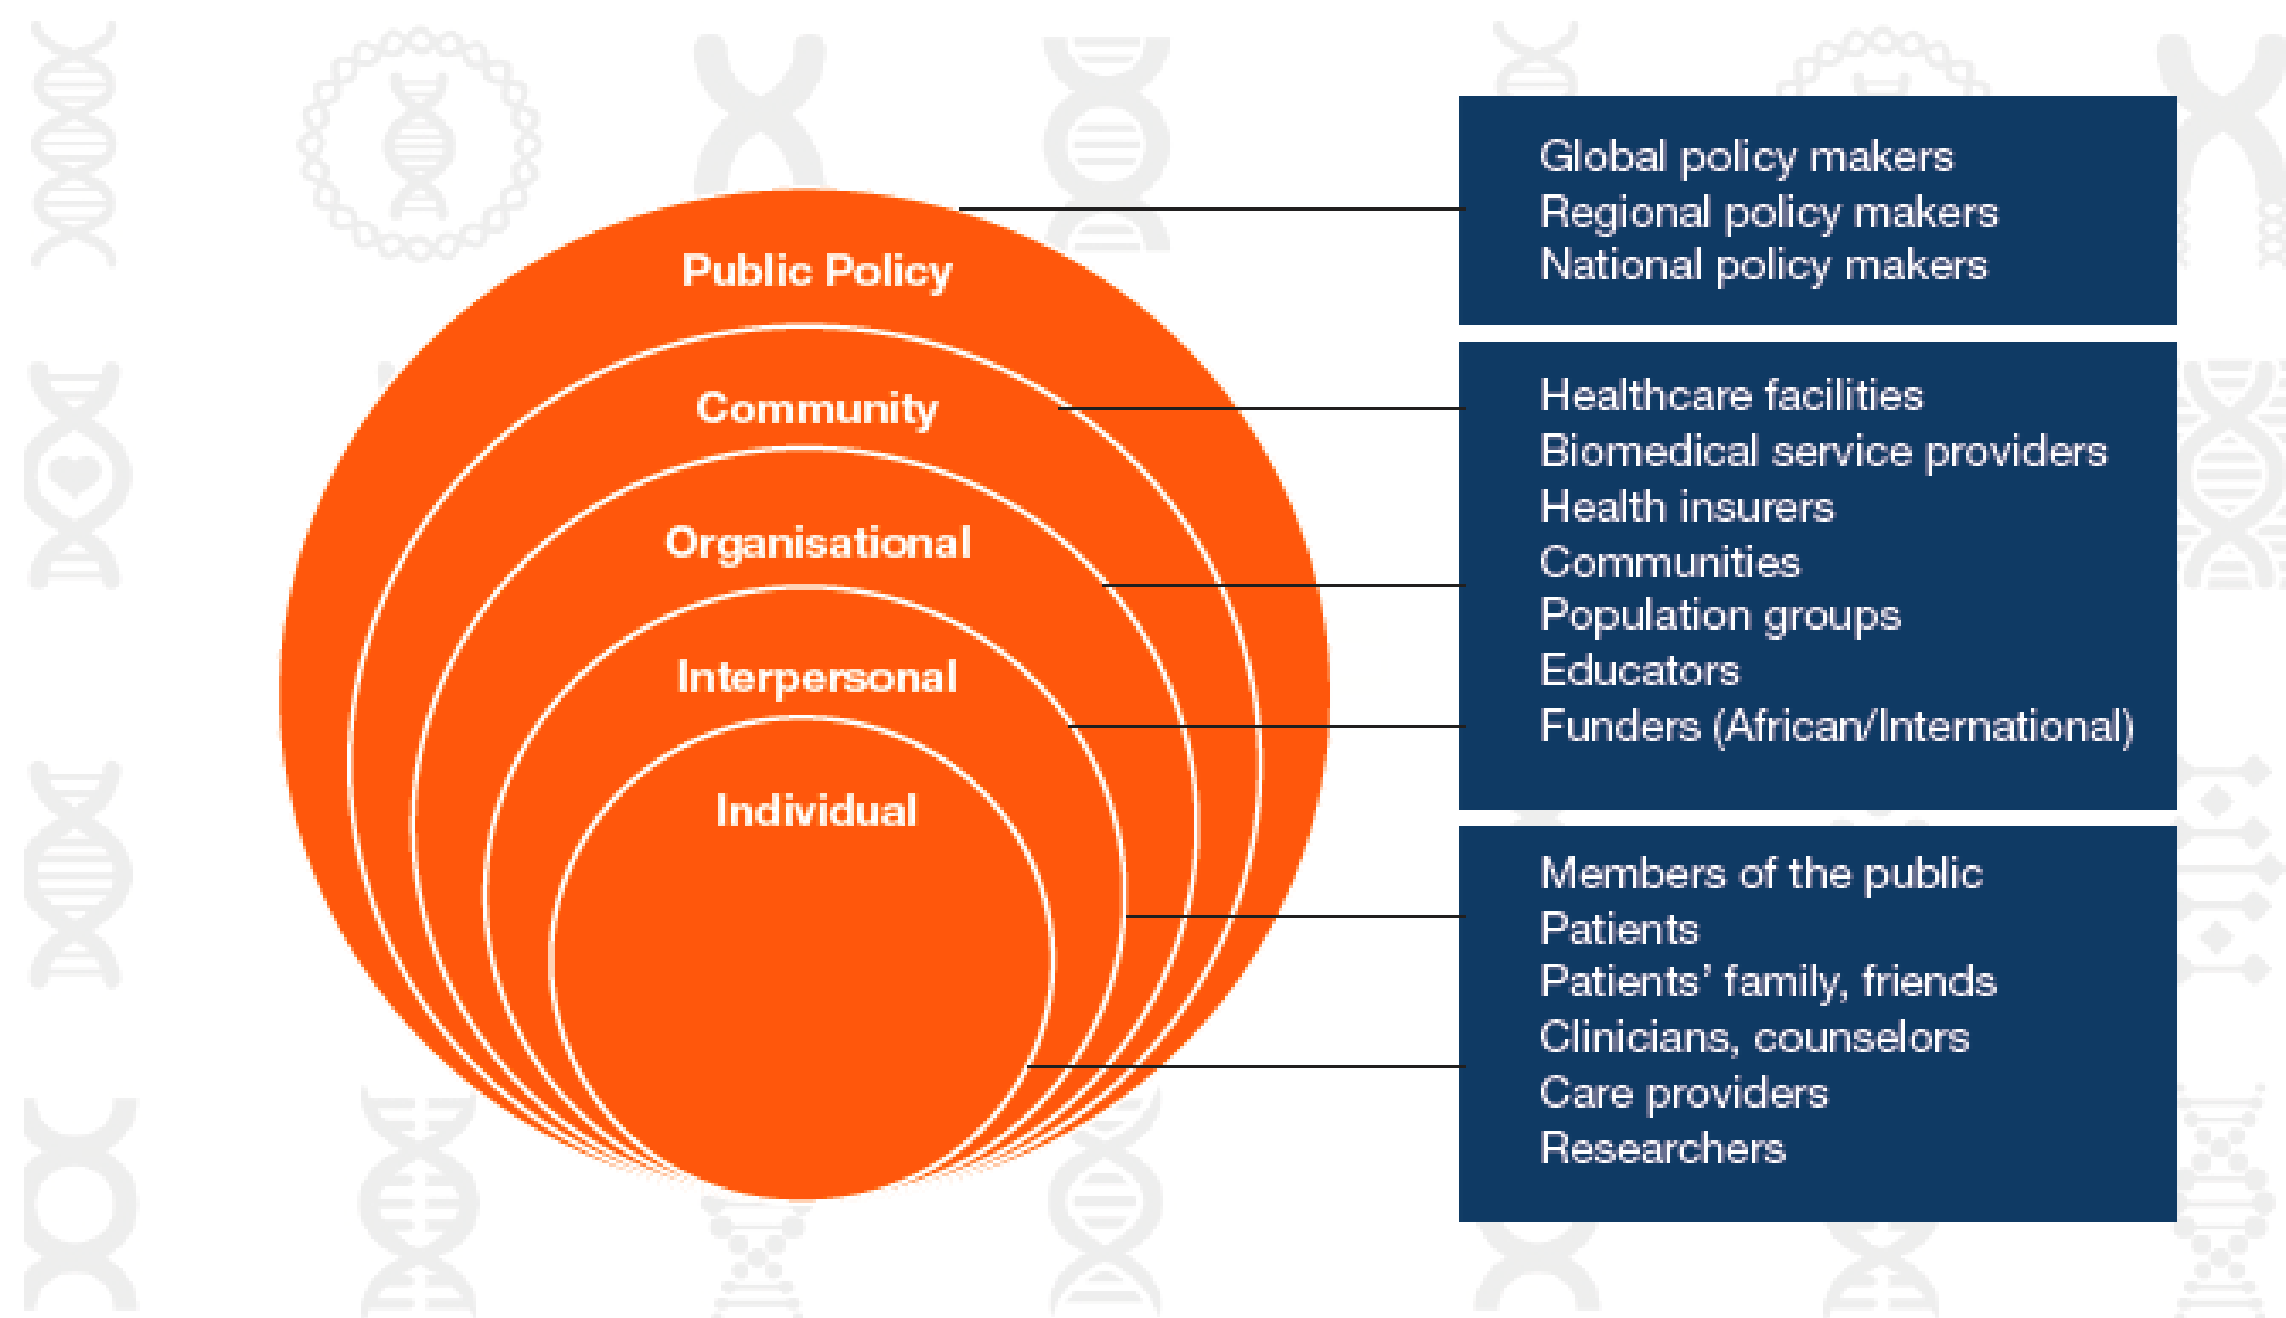 Public Policy
Community
Organisational
Interpersonal
Individual
Global policy makers
Regional policy makers
National policy makers
Healthcare facilities
Biomedical service providers
Health insurers
Communities
Population groups
Educators
Funders (African/International)
Members of the public
Patients
Patients’ family, friends
Clinicians, counselors
Care providers
Researchers